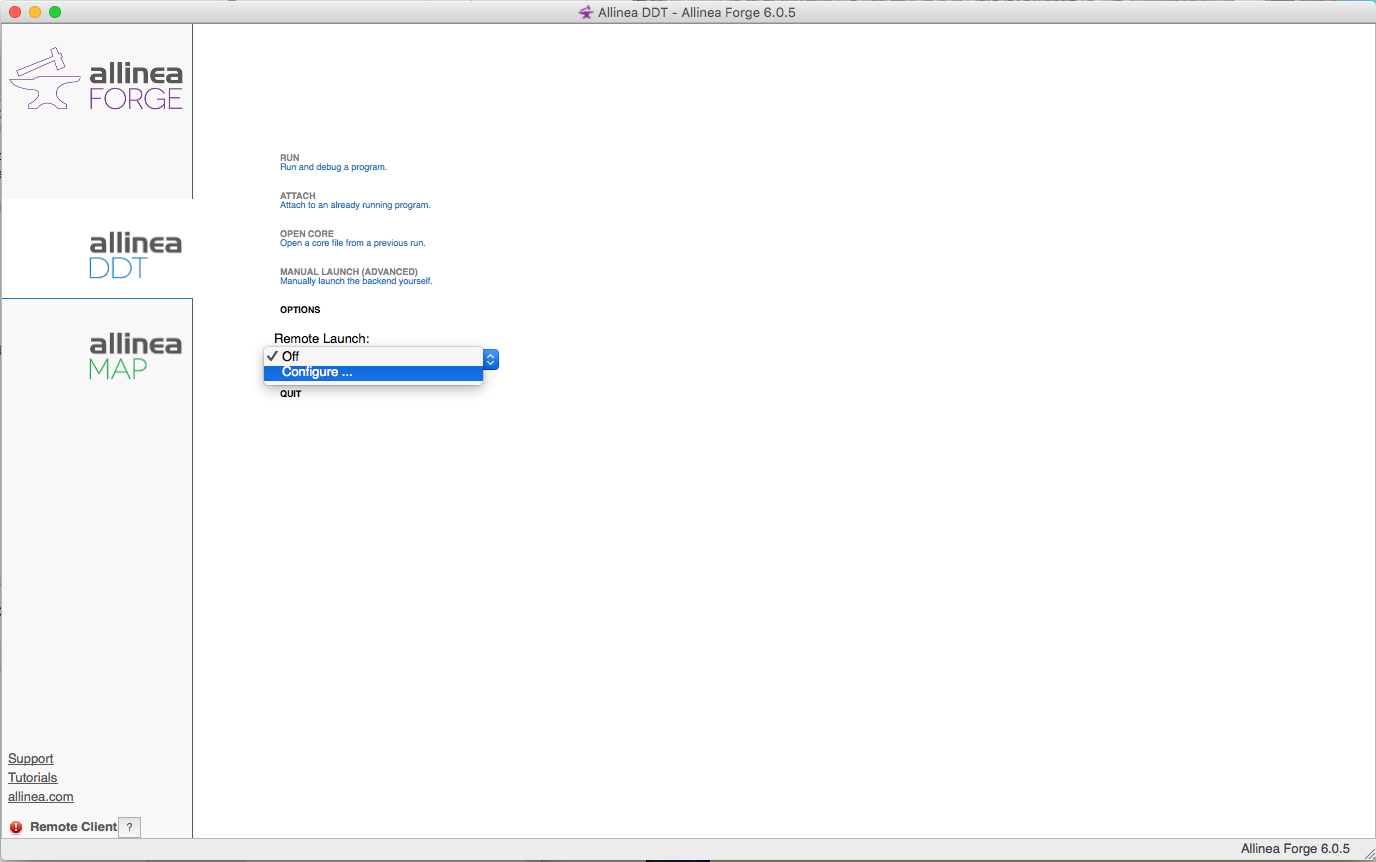 Allinea DDT - Allinea Forge 6.0.5
allinea
FORGE
allinea
DDT
allinea
MAP
RUN
Run and debug a program.
ATTACH
Attach to an already running program.
OPEN CORE
Open a core file from a previous run.
MANUAL LAUNCH (ADVANCED)
Manually launch the backend yourself.
OPTIONS
Remote Launch:
✓ Off
Configure ...
QUIT
Support
Tutorials
allinea.com
Remote Client ?
Allinea Forge 6.0.5